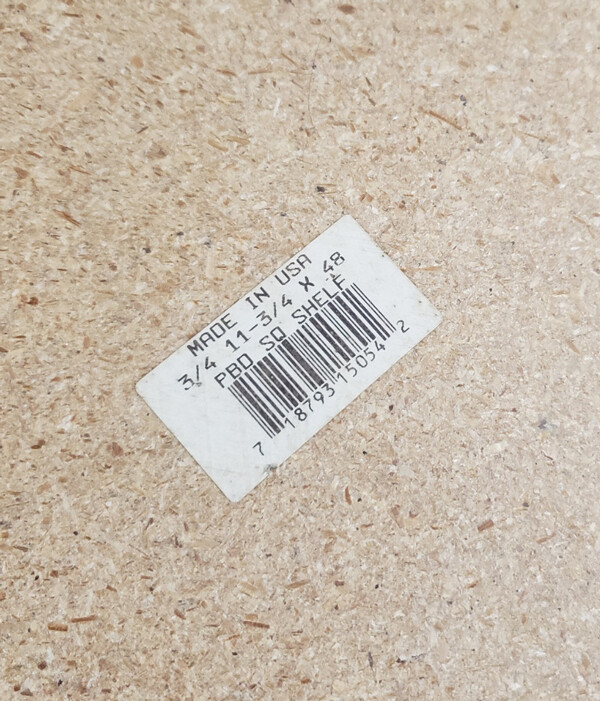 MADE IN USA
3/4 11-3/4 X 48
PBD SQ SHELF
7 18793 15054 2